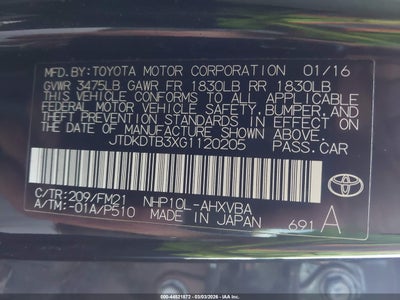 MFD.BY: TOYOTA MOTOR CORPORATION 01/16
GVWR 3475LB GAWR FR 1830LB RR 1830LB
THIS VEHICLE CONFORMS TO ALL APPLICABLE
FEDERAL MOTOR VEHICLE SAFETY, BUMPER, AND
THEFT PREVENTION STANDARDS IN EFFECT ON
THE DATE OF MANUFACTURE SHOWN ABOVE.
JTDKDTB3XG1120205 PASS.CAR
C/TR:209/FM21 NHP10L-AHXVBA
A/TM:-01A/P510 MADE IN JAPAN 691 A
TOYOTA
000-44521872 - 03/03/2026 - IAA Inc.